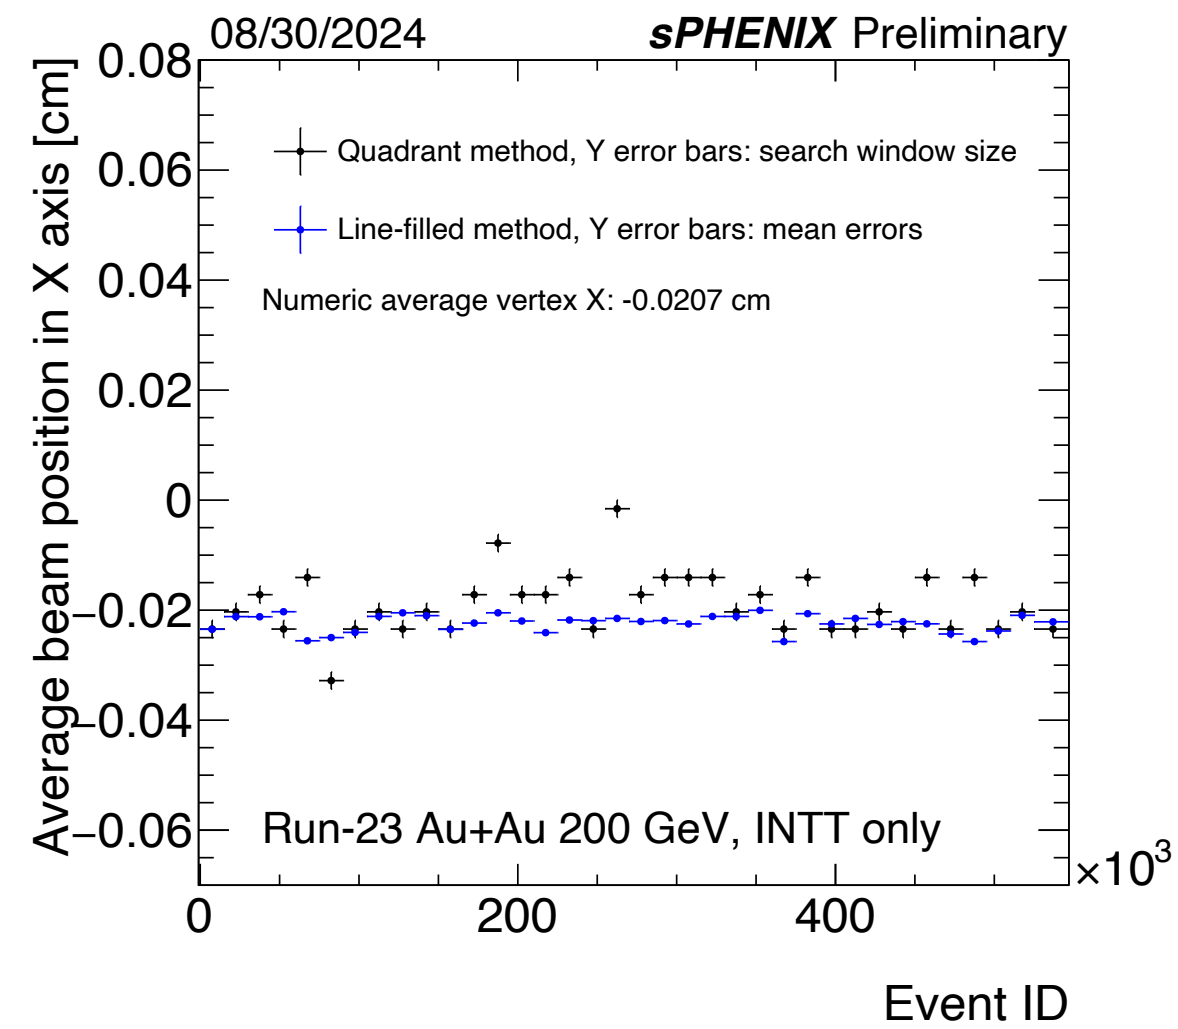 08/30/2024 sPHENIX Preliminary
Average beam position in X axis [cm]
0.08
0.06
0.04
0.02
0
−0.02
−0.04
−0.06
Quadrant method, Y error bars: search window size
Line-filled method, Y error bars: mean errors
Numeric average vertex X: -0.0207 cm
Run-23 Au+Au 200 GeV, INTT only
×10³
0 200 400
Event ID